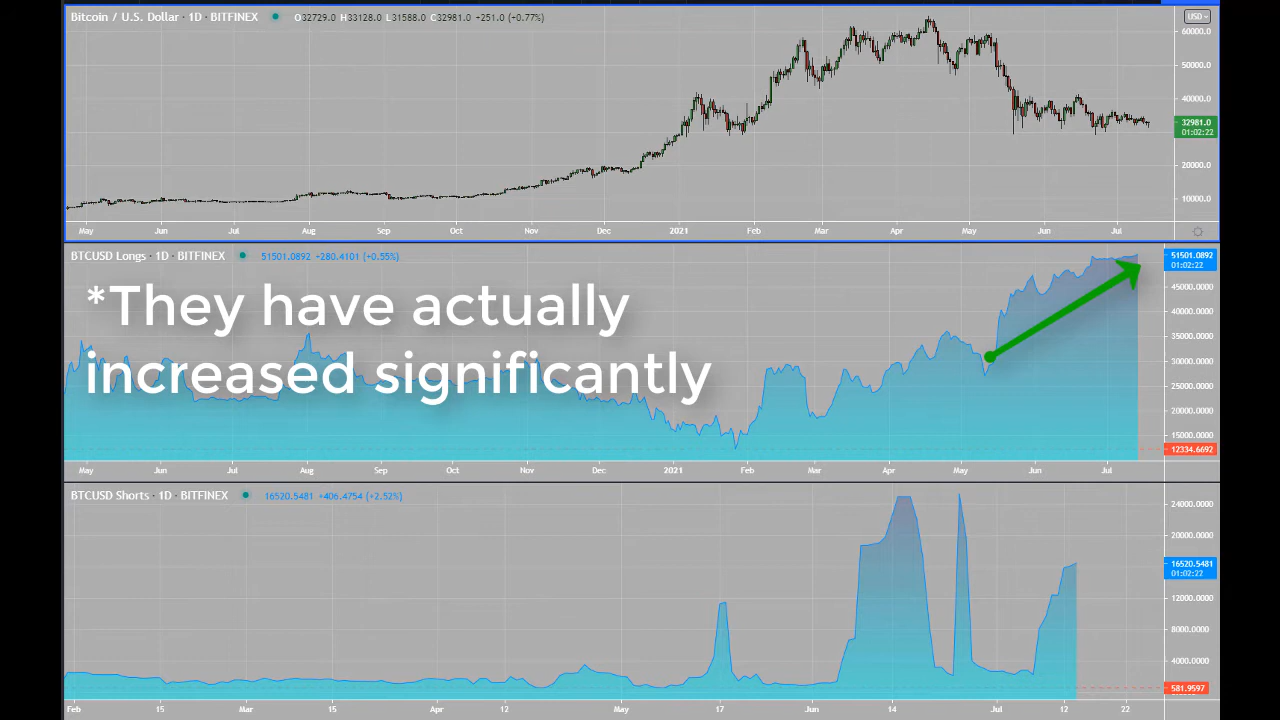 Bitcoin / U.S. Dollar · 1D · BITFINEX O32729.0 H33128.0 L31588.0 C32981.0 +251.0 (+0.77%)
USD
60000.0
50000.0
40000.0
32981.0
01:02:22
20000.0
10000.0
May Jun Jul Aug Sep Oct Nov Dec 2021 Feb Mar Apr May Jun Jul
BTCUSD Longs · 1D · BITFINEX 51501.0892 +280.4101 (+0.55%)
51501.0892
01:02:22
*They have actually
increased significantly
45000.0000
40000.0000
35000.0000
30000.0000
25000.0000
20000.0000
15000.0000
12334.6692
May Jun Jul Aug Sep Oct Nov Dec 2021 Feb Mar Apr May Jun Jul
BTCUSD Shorts · 1D · BITFINEX 16520.5481 +406.4754 (+2.52%)
24000.0000
20000.0000
16520.5481
01:02:22
12000.0000
8000.0000
4000.0000
581.9597
Feb 15 Mar 15 Apr 12 May 17 Jun 14 Jul 12 22